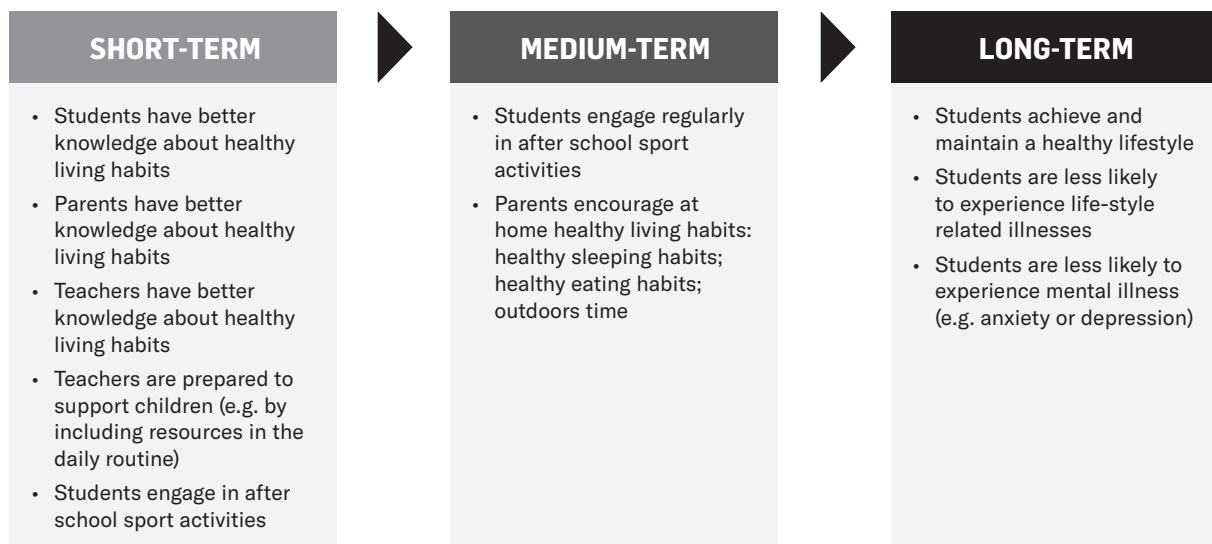 SHORT-TERM
• Students have better
knowledge about healthy
living habits
• Parents have better
knowledge about healthy
living habits
• Teachers have better
knowledge about healthy
living habits
• Teachers are prepared to
support children (e.g. by
including resources in the
daily routine)
• Students engage in after
school sport activities
MEDIUM-TERM
• Students engage regularly
in after school sport
activities
• Parents encourage at
home healthy living habits:
healthy sleeping habits;
healthy eating habits;
outdoors time
LONG-TERM
• Students achieve and
maintain a healthy lifestyle
• Students are less likely
to experience life-style
related illnesses
• Students are less likely to
experience mental illness
(e.g. anxiety or depression)